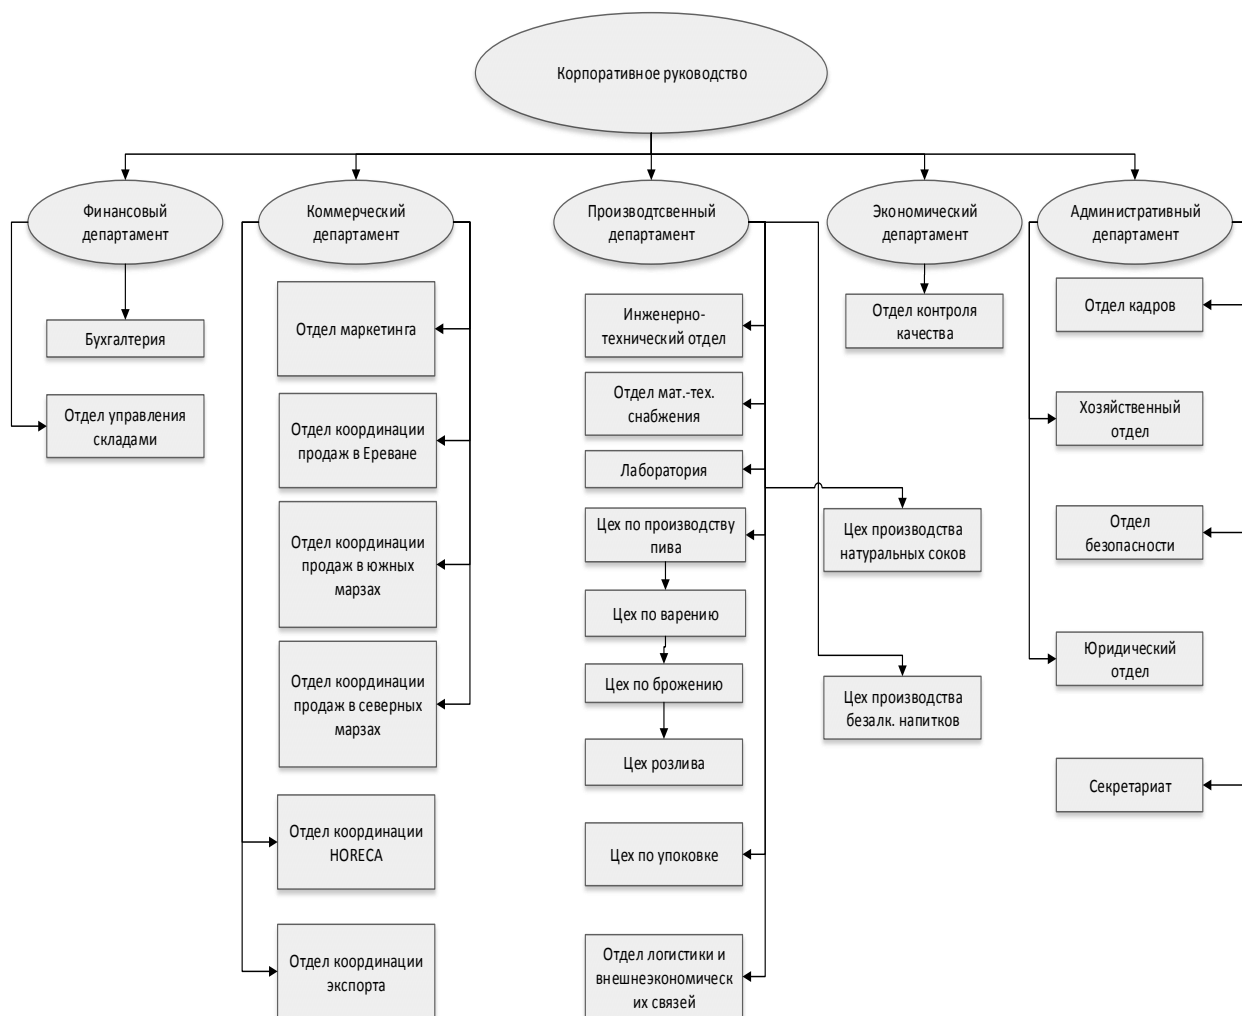 Корпоративное руководство
Финансовый
департамент
Коммерческий
департамент
Производтсвенный
департамент
Экономический
департамент
Административный
департамент
Бухгалтерия
Отдел управления
складами
Отдел маркетинга
Отдел координации
продаж в Ереване
Отдел координации
продаж в южных
марзах
Отдел координации
продаж в северных
марзах
Отдел координации
HORECA
Отдел координации
экспорта
Инженерно-
технический отдел
Отдел мат.-тех.
снабжения
Лаборатория
Цех по производству
пива
Цех по варению
Цех по брожению
Цех розлива
Цех по упоковке
Отдел логистики и
внешнеэкономическ
их связей
Отдел контроля
качества
Цех производства
натуральных соков
Цех производства
безалк. напитков
Отдел кадров
Хозяйственный
отдел
Отдел
безопасности
Юридический
отдел
Секретариат